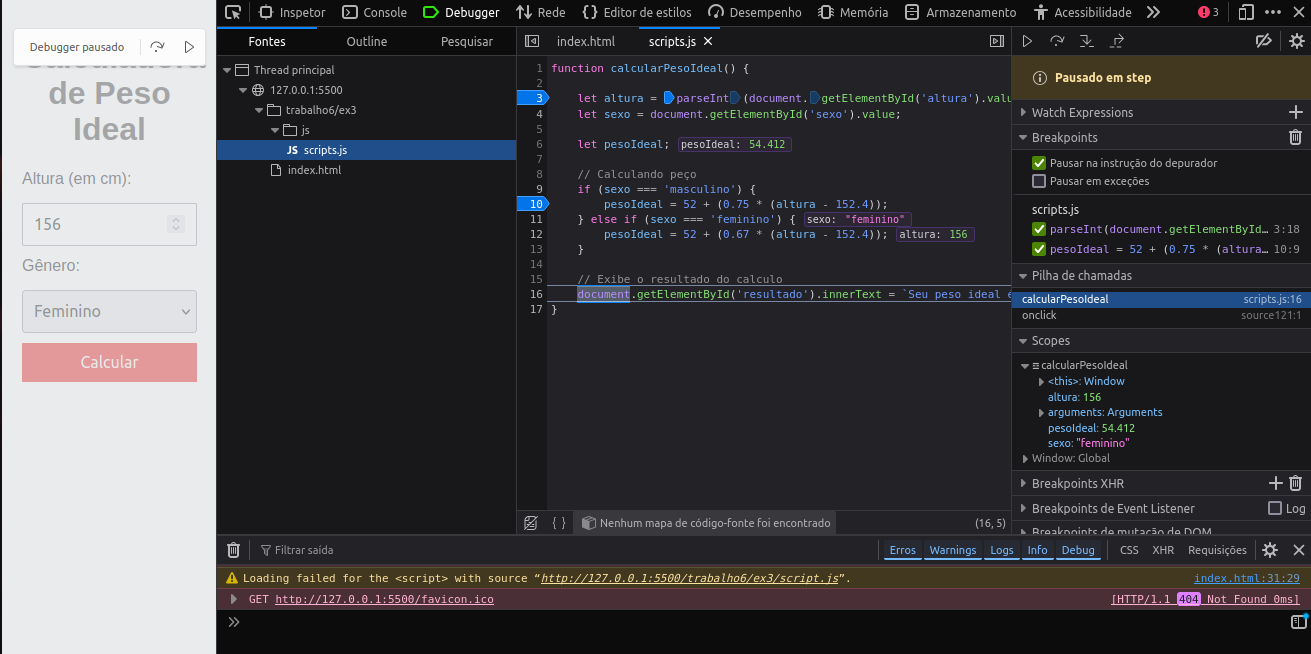 Inspetor Console Debugger Rede Editor de estilos Desempenho Memória Armazenamento Acessibilidade 3
Debugger pausado
de Peso
Ideal
Altura (em cm):
156
Gênero:
Feminino
Calcular
Fontes Outline Pesquisar
Thread principal
127.0.0.1:5500
trabalho6/ex3
js
JS scripts.js
index.html
index.html scripts.js
1 function calcularPesoIdeal() {
2
3 let altura = parseInt (document. getElementById('altura').valu
4 let sexo = document.getElementById('sexo').value;
5
6 let pesoIdeal; pesoIdeal: 54.412
7
8 // Calculando peço
9 if (sexo === 'masculino') {
10 pesoIdeal = 52 + (0.75 * (altura - 152.4));
11 } else if (sexo === 'feminino') { sexo: "feminino"
12 pesoIdeal = 52 + (0.67 * (altura - 152.4)); altura: 156
13 }
14
15 // Exibe o resultado do calculo
16 document.getElementById('resultado').innerText = `Seu peso ideal é
17 }
{ } Nenhum mapa de código-fonte foi encontrado (16, 5)
Pausado em step
Watch Expressions
Breakpoints
Pausar na instrução do depurador
Pausar em exceções
scripts.js
parseInt(document.getElementById… 3:18
pesoIdeal = 52 + (0.75 * (altura… 10:9
Pilha de chamadas
calcularPesoIdeal scripts.js:16
onclick source121:1
Scopes
calcularPesoIdeal
<this>: Window
altura: 156
arguments: Arguments
pesoIdeal: 54.412
sexo: "feminino"
Window: Global
Breakpoints XHR
Breakpoints de Event Listener Log
Breakpoints de mutação de DOM
Filtrar saída Erros Warnings Logs Info Debug CSS XHR Requisições
Loading failed for the <script> with source “http://127.0.0.1:5500/trabalho6/ex3/script.js”. index.html:31:29
GET http://127.0.0.1:5500/favicon.ico [HTTP/1.1 404 Not Found 0ms]